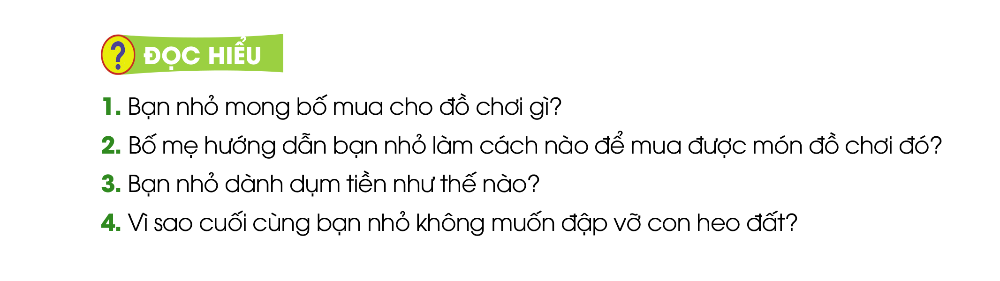 ? ĐỌC HIỂU
1. Bạn nhỏ mong bố mua cho đồ chơi gì?
2. Bố mẹ hướng dẫn bạn nhỏ làm cách nào để mua được món đồ chơi đó?
3. Bạn nhỏ dành dụm tiền như thế nào?
4. Vì sao cuối cùng bạn nhỏ không muốn đập vỡ con heo đất?